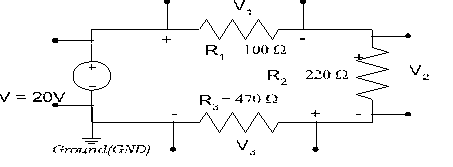 V₁
+ -
R₁ 100 Ω
+
R₂ 220 Ω V₂
+
-
V = 20V
R₃ 470 Ω
- + -
Ground(GND) V₃